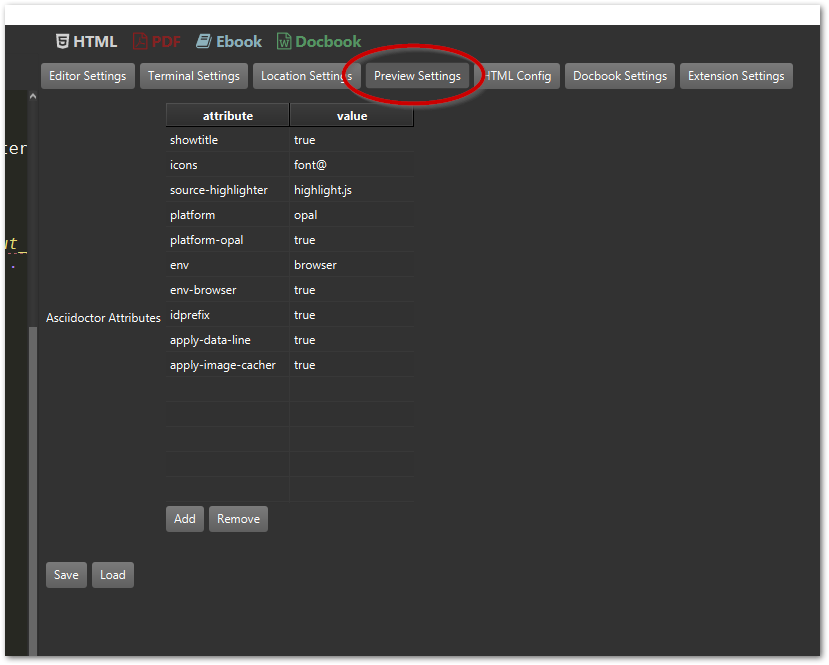 HTML PDF Ebook Docbook
Editor Settings Terminal Settings Location Settings Preview Settings HTML Config Docbook Settings Extension Settings
attribute value
ter
showtitle true
icons font@
source-highlighter highlight.js
platform opal
platform-opal true
ut_
env browser
env-browser true
Asciidoctor Attributes
idprefix true
apply-data-line true
apply-image-cacher true
Add Remove
Save Load